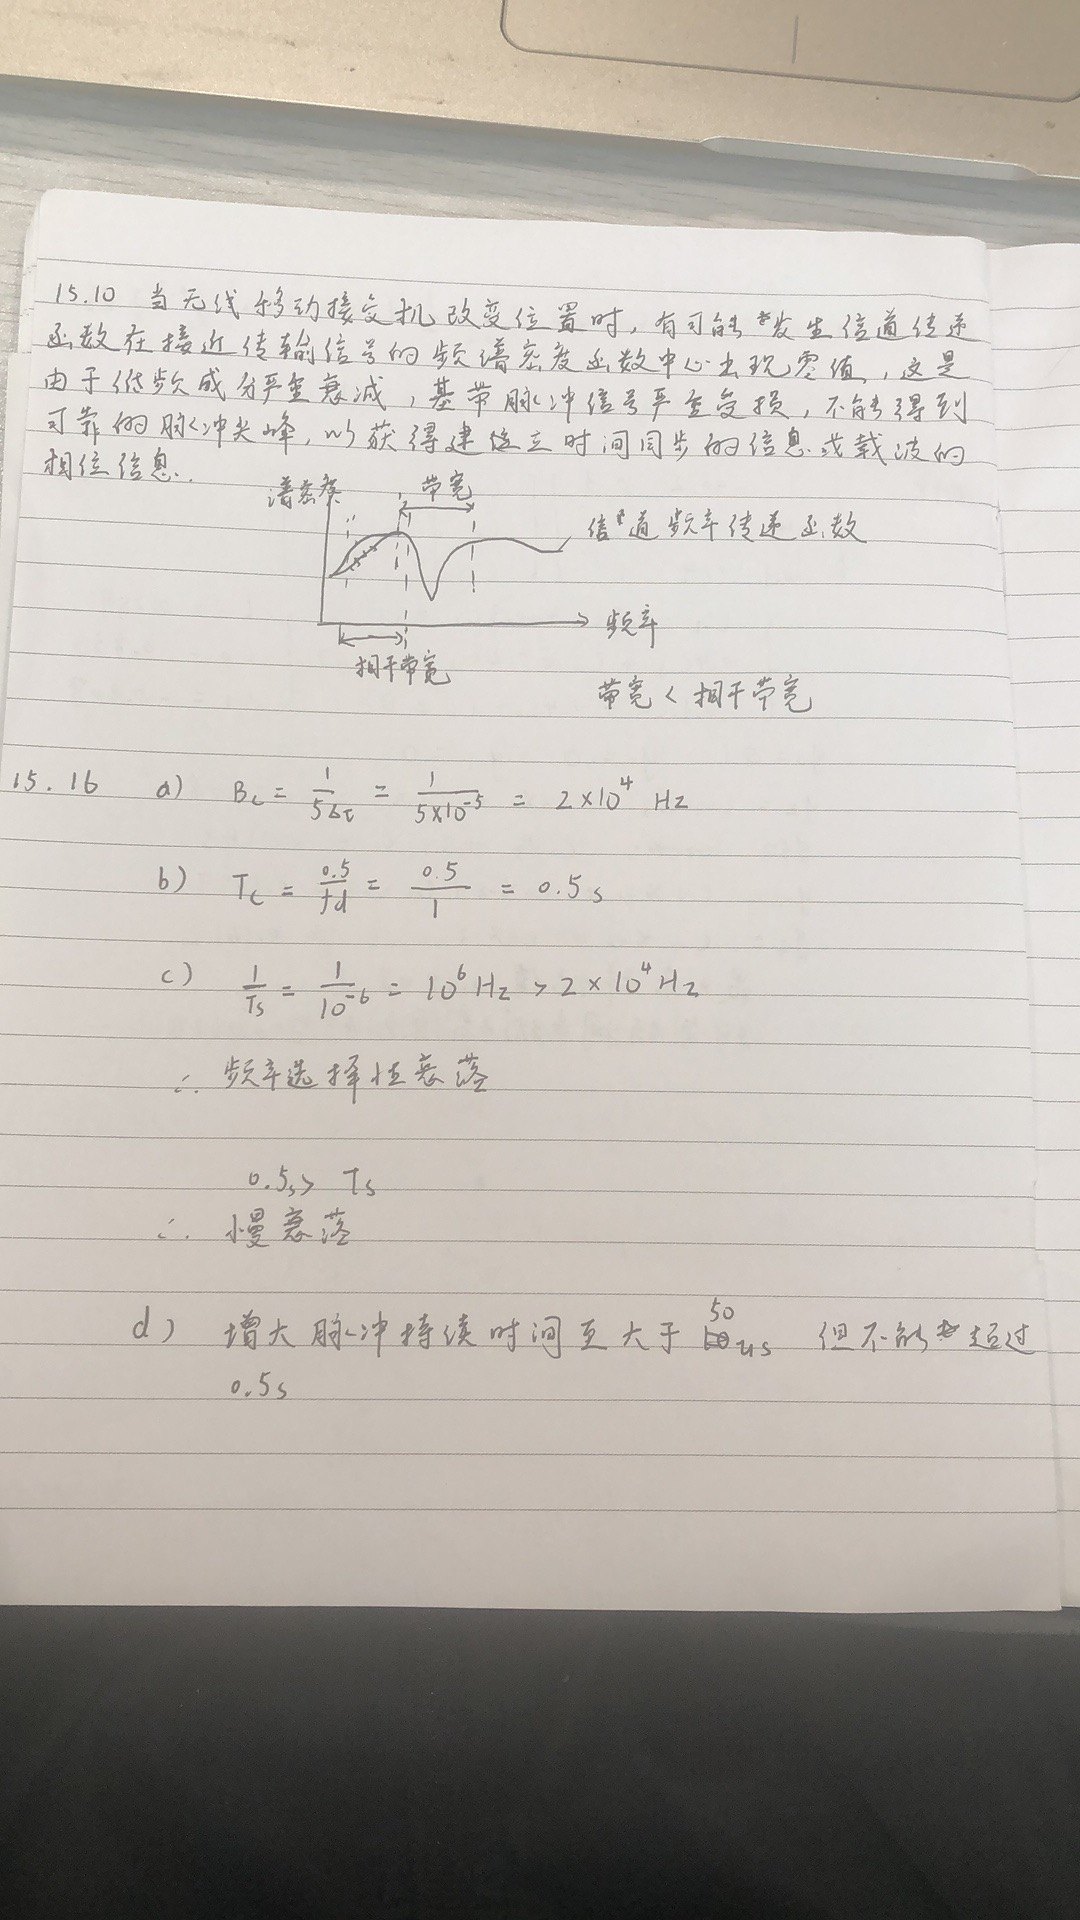 15.10 当无线移动接受机改变位置时,有可能发生信道传递
函数在接近传输信号的频谱密度函数中心出现零值,这是
由于低频成分严重衰减,基带脉冲信号严重受损,不能得到
可靠的脉冲尖峰,以获得建立时间同步的信息或载波的
相位信息.
谱密度
带宽
信道频率传递函数
频率
相干带宽
带宽 < 相干带宽
15.16 a) Bc = 1/5στ = 1/5×10⁻⁵ = 2×10⁴ Hz
b) Tc = 0.5/fd = 0.5/1 = 0.5s
c) 1/Ts = 1/10⁻⁶ = 10⁶ Hz > 2×10⁴ Hz
∴ 频率选择性衰落
0.5s > Ts
∴ 慢衰落
d) 增大脉冲持续时间至大于 50 us 但不能超过
0.5s